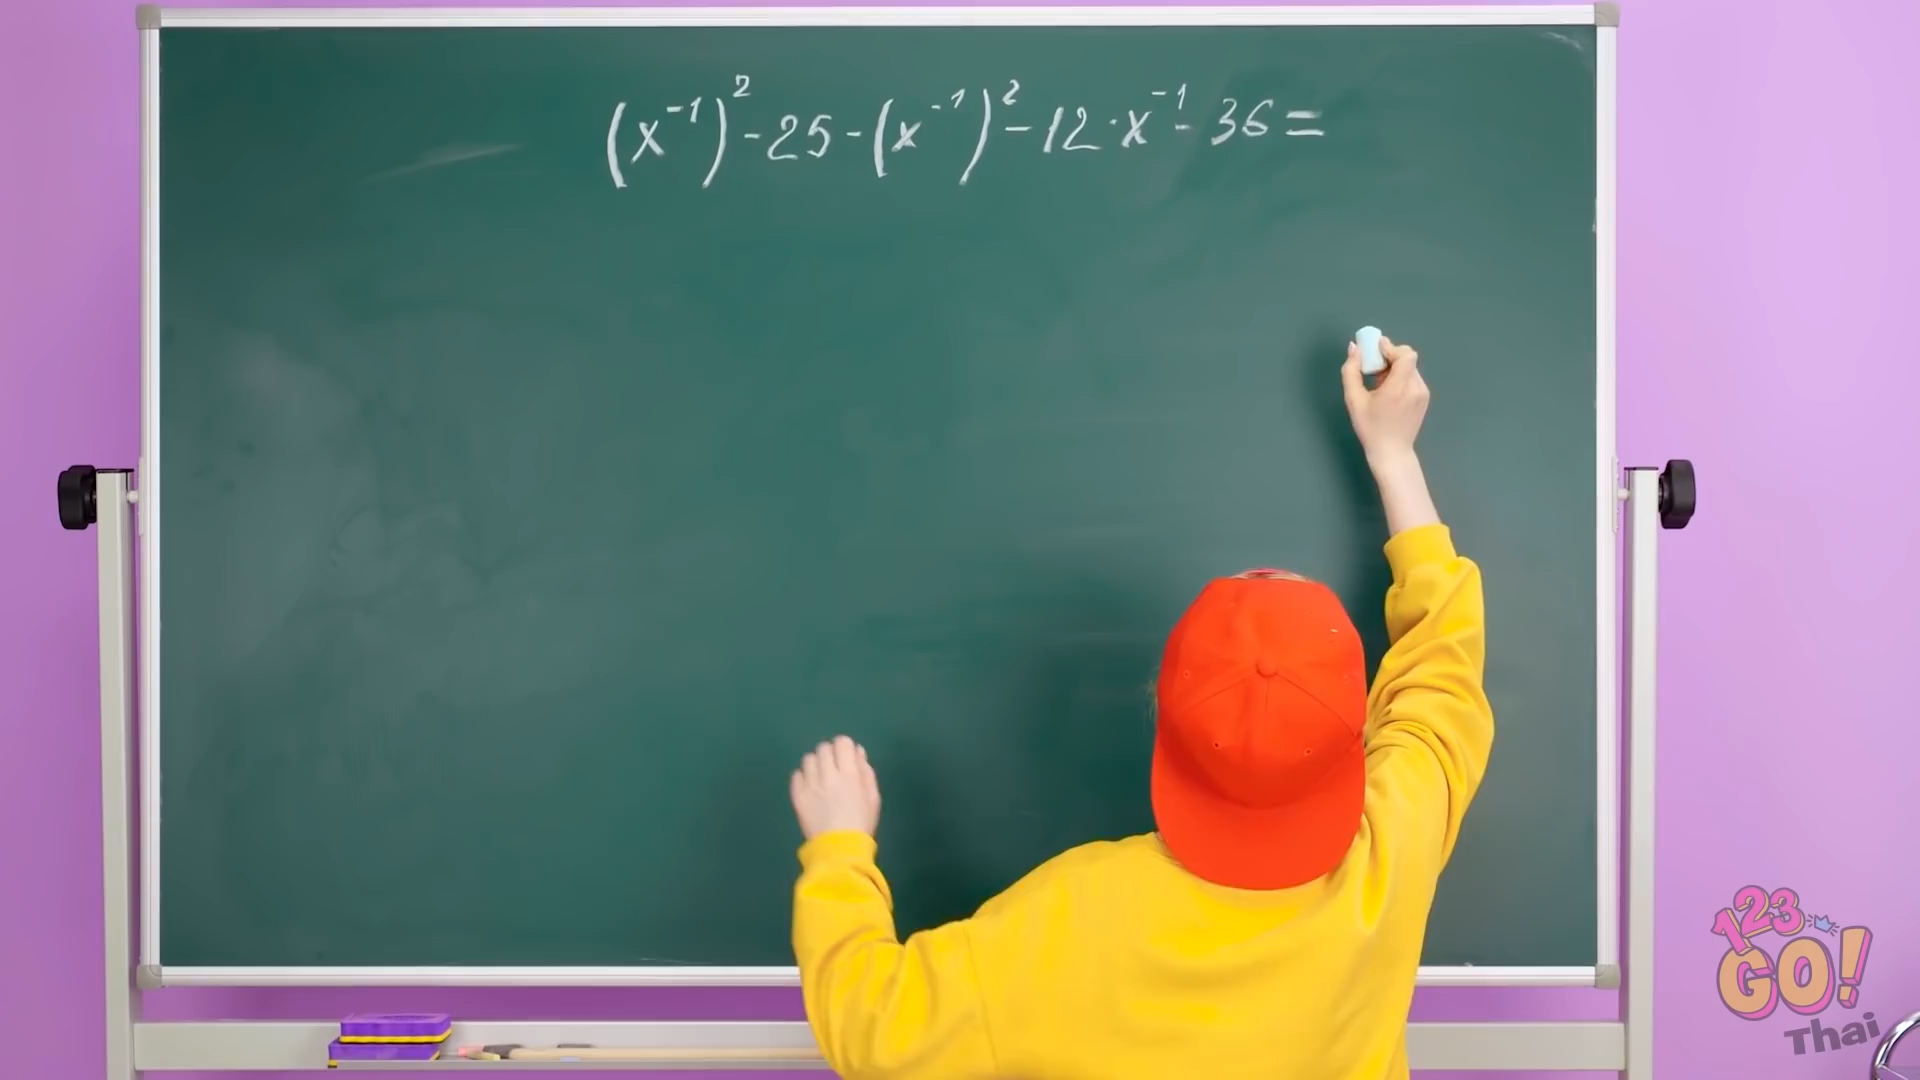 (x⁻¹)² - 25 - (x⁻¹)² - 12 · x⁻¹ - 36 =
123
GO!
Thai